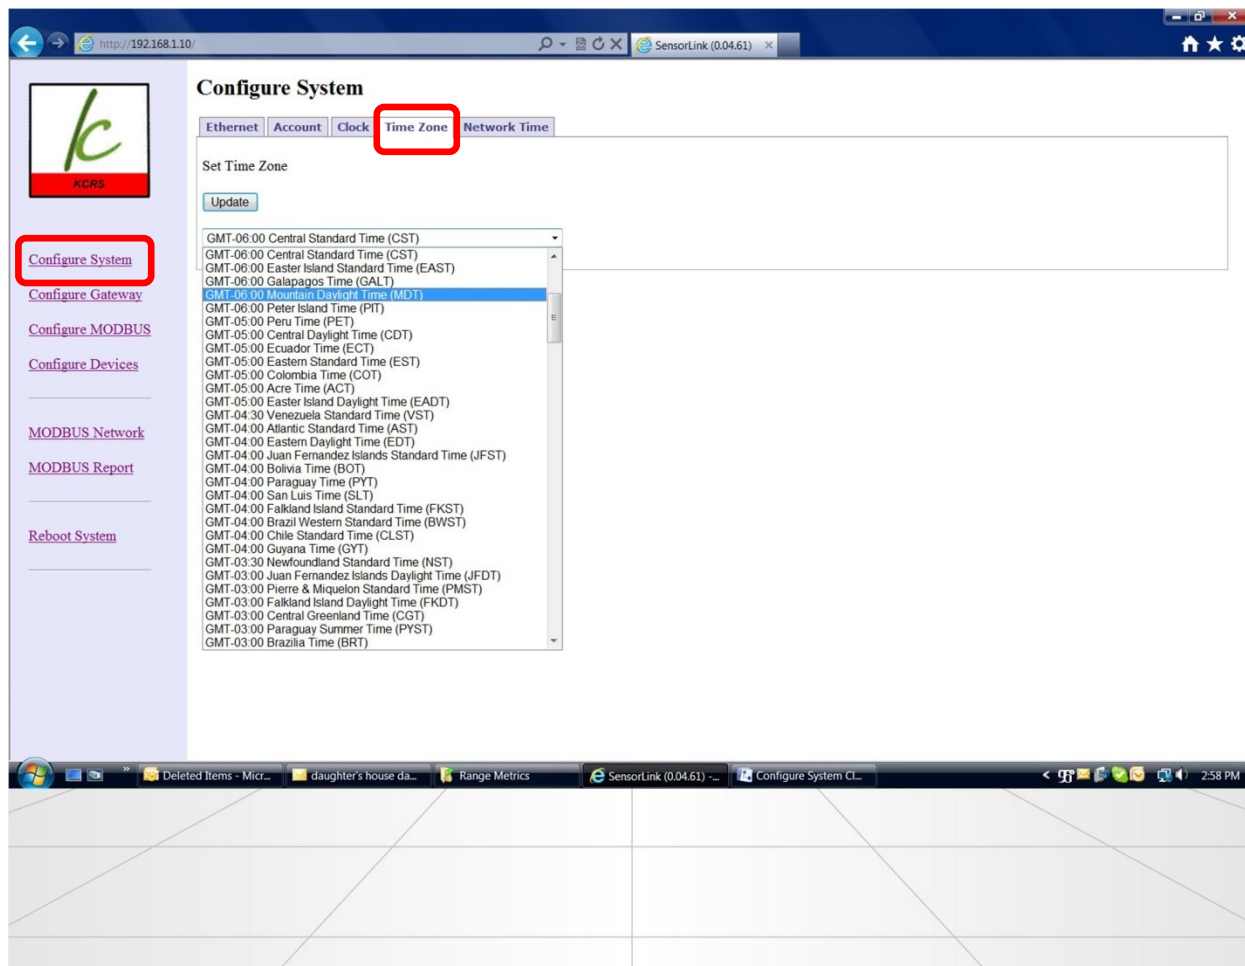 http://192.168.1.10/
SensorLink (0.04.61)
KCRS
Configure System
Configure Gateway
Configure MODBUS
Configure Devices
MODBUS Network
MODBUS Report
Reboot System
Configure System
Ethernet Account Clock Time Zone Network Time
Set Time Zone
Update
GMT-06:00 Central Standard Time (CST)
GMT-06:00 Central Standard Time (CST)
GMT-06:00 Easter Island Standard Time (EAST)
GMT-06:00 Galapagos Time (GALT)
GMT-06:00 Mountain Daylight Time (MDT)
GMT-06:00 Peter Island Time (PIT)
GMT-05:00 Peru Time (PET)
GMT-05:00 Central Daylight Time (CDT)
GMT-05:00 Ecuador Time (ECT)
GMT-05:00 Eastern Standard Time (EST)
GMT-05:00 Colombia Time (COT)
GMT-05:00 Acre Time (ACT)
GMT-05:00 Easter Island Daylight Time (EADT)
GMT-04:30 Venezuela Standard Time (VST)
GMT-04:00 Atlantic Standard Time (AST)
GMT-04:00 Eastern Daylight Time (EDT)
GMT-04:00 Juan Fernandez Islands Standard Time (JFST)
GMT-04:00 Bolivia Time (BOT)
GMT-04:00 Paraguay Time (PYT)
GMT-04:00 San Luis Time (SLT)
GMT-04:00 Falkland Island Standard Time (FKST)
GMT-04:00 Brazil Western Standard Time (BWST)
GMT-04:00 Chile Standard Time (CLST)
GMT-04:00 Guyana Time (GYT)
GMT-03:30 Newfoundland Standard Time (NST)
GMT-03:00 Juan Fernandez Islands Daylight Time (JFDT)
GMT-03:00 Pierre & Miquelon Standard Time (PMST)
GMT-03:00 Falkland Island Daylight Time (FKDT)
GMT-03:00 Central Greenland Time (CGT)
GMT-03:00 Paraguay Summer Time (PYST)
GMT-03:00 Brazilia Time (BRT)
Deleted Items - Micr... daughter's house da... Range Metrics SensorLink (0.04.61) -... Configure System Cl... 2:58 PM